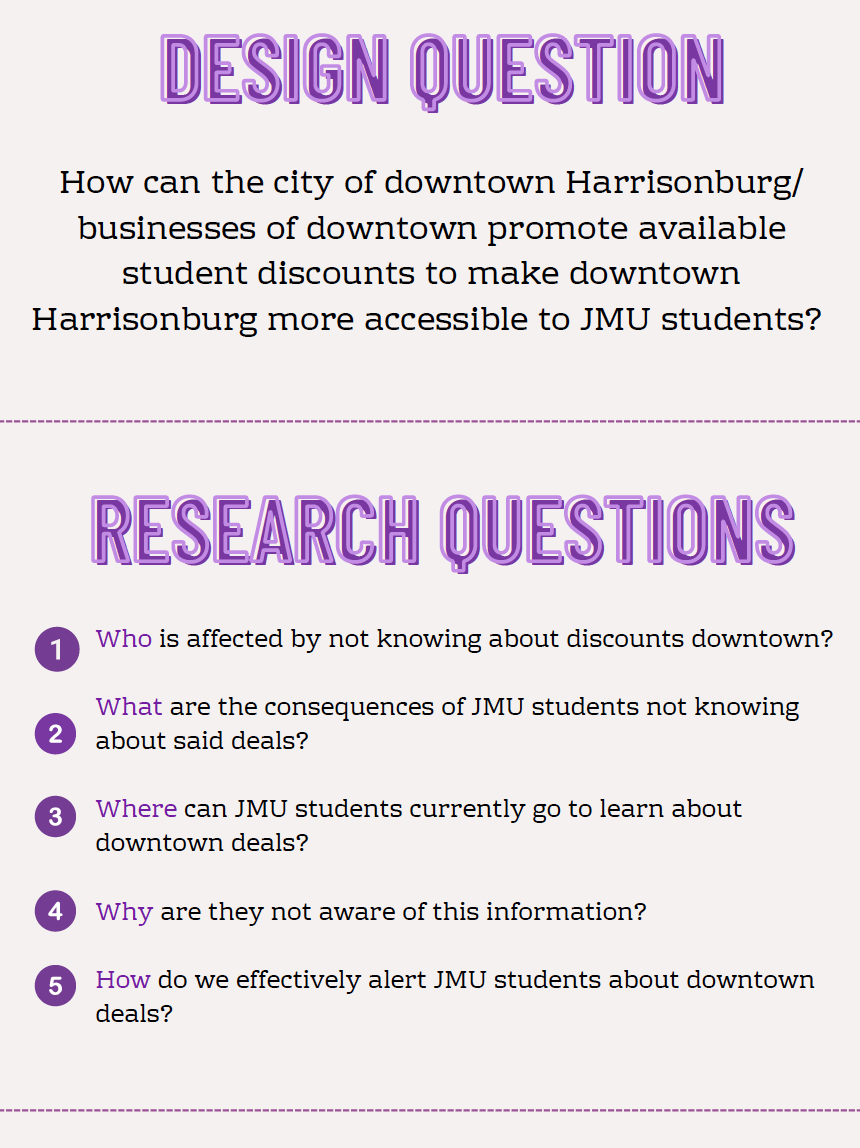 DESIGN QUESTION
How can the city of downtown Harrisonburg/
businesses of downtown promote available
student discounts to make downtown
Harrisonburg more accessible to JMU students?
RESEARCH QUESTIONS
1 Who is affected by not knowing about discounts downtown?
2 What are the consequences of JMU students not knowing
about said deals?
3 Where can JMU students currently go to learn about
downtown deals?
4 Why are they not aware of this information?
5 How do we effectively alert JMU students about downtown
deals?